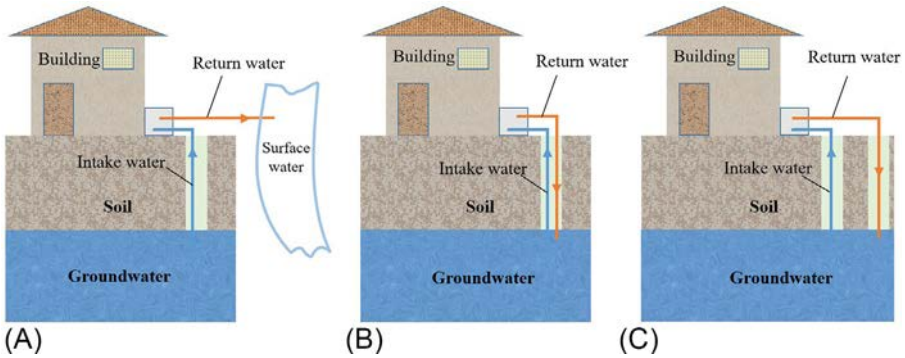 Building
Return water
Intake water
Surface
water
Soil
Groundwater
(A)
Building
Return water
Intake water
Soil
Groundwater
(B)
Building
Return water
Intake water
Soil
Groundwater
(C)